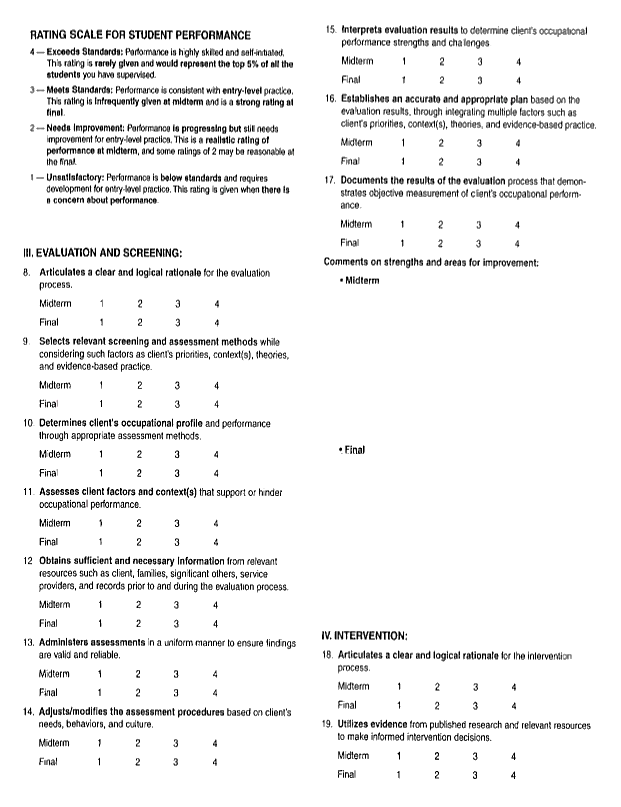 RATING SCALE FOR STUDENT PERFORMANCE
4 — Exceeds Standards: Performance is highly skilled and self-initiated.
This rating is rarely given and would represent the top 5% of all the
students you have supervised.
3 — Meets Standards: Performance is consistent with entry-level practice.
This rating is infrequently given at midterm and is a strong rating at
final.
2 — Needs Improvement: Performance is progressing but still needs
improvement for entry-level practice. This is a realistic rating of
performance at midterm, and some ratings of 2 may be reasonable at
the final.
1 — Unsatisfactory: Performance is below standards and requires
development for entry-level practice. This rating is given when there is
a concern about performance.
III. EVALUATION AND SCREENING:
8. Articulates a clear and logical rationale for the evaluation
process.
Midterm 1 2 3 4
Final 1 2 3 4
9. Selects relevant screening and assessment methods while
considering such factors as client's priorities, context(s), theories,
and evidence-based practice.
Midterm 1 2 3 4
Final 1 2 3 4
10. Determines client's occupational profile and performance
through appropriate assessment methods.
Midterm 1 2 3 4
Final 1 2 3 4
11. Assesses client factors and context(s) that support or hinder
occupational performance.
Midterm 1 2 3 4
Final 1 2 3 4
12 Obtains sufficient and necessary information from relevant
resources such as client, families, significant others, service
providers, and records prior to and during the evaluation process.
Midterm 1 2 3 4
Final 1 2 3 4
13. Administers assessments in a uniform manner to ensure findings
are valid and reliable.
Midterm 1 2 3 4
Final 1 2 3 4
14. Adjusts/modifies the assessment procedures based on client's
needs, behaviors, and culture.
Midterm 1 2 3 4
Final 1 2 3 4
15. Interprets evaluation results to determine client's occupational
performance strengths and challenges
Midterm 1 2 3 4
Final 1 2 3 4
16. Establishes an accurate and appropriate plan based on the
evaluation results, through integrating multiple factors such as
client's priorities, context(s), theories, and evidence-based practice.
Midterm 1 2 3 4
Final 1 2 3 4
17. Documents the results of the evaluation process that demon-
strates objective measurement of client's occupational perform-
ance.
Midterm 1 2 3 4
Final 1 2 3 4
Comments on strengths and areas for improvement:
• Midterm
• Final
IV. INTERVENTION:
18. Articulates a clear and logical rationale for the intervention
process.
Midterm 1 2 3 4
Final 1 2 3 4
19. Utilizes evidence from published research and relevant resources
to make informed intervention decisions.
Midterm 1 2 3 4
Final 1 2 3 4